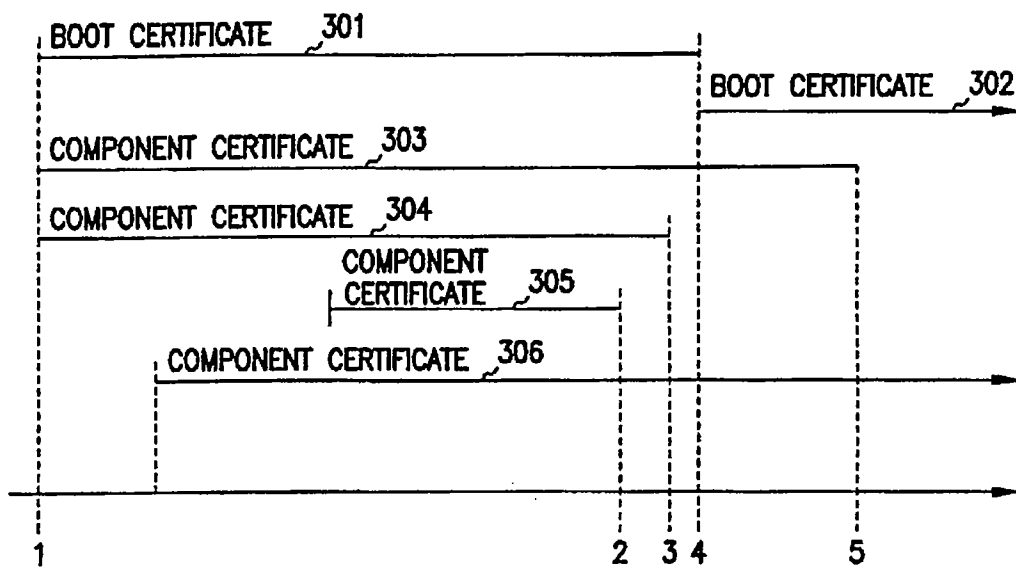 BOOT CERTIFICATE 301
BOOT CERTIFICATE 302
COMPONENT CERTIFICATE 303
COMPONENT CERTIFICATE 304
COMPONENT
CERTIFICATE 305
COMPONENT CERTIFICATE 306
1 2 3 4 5